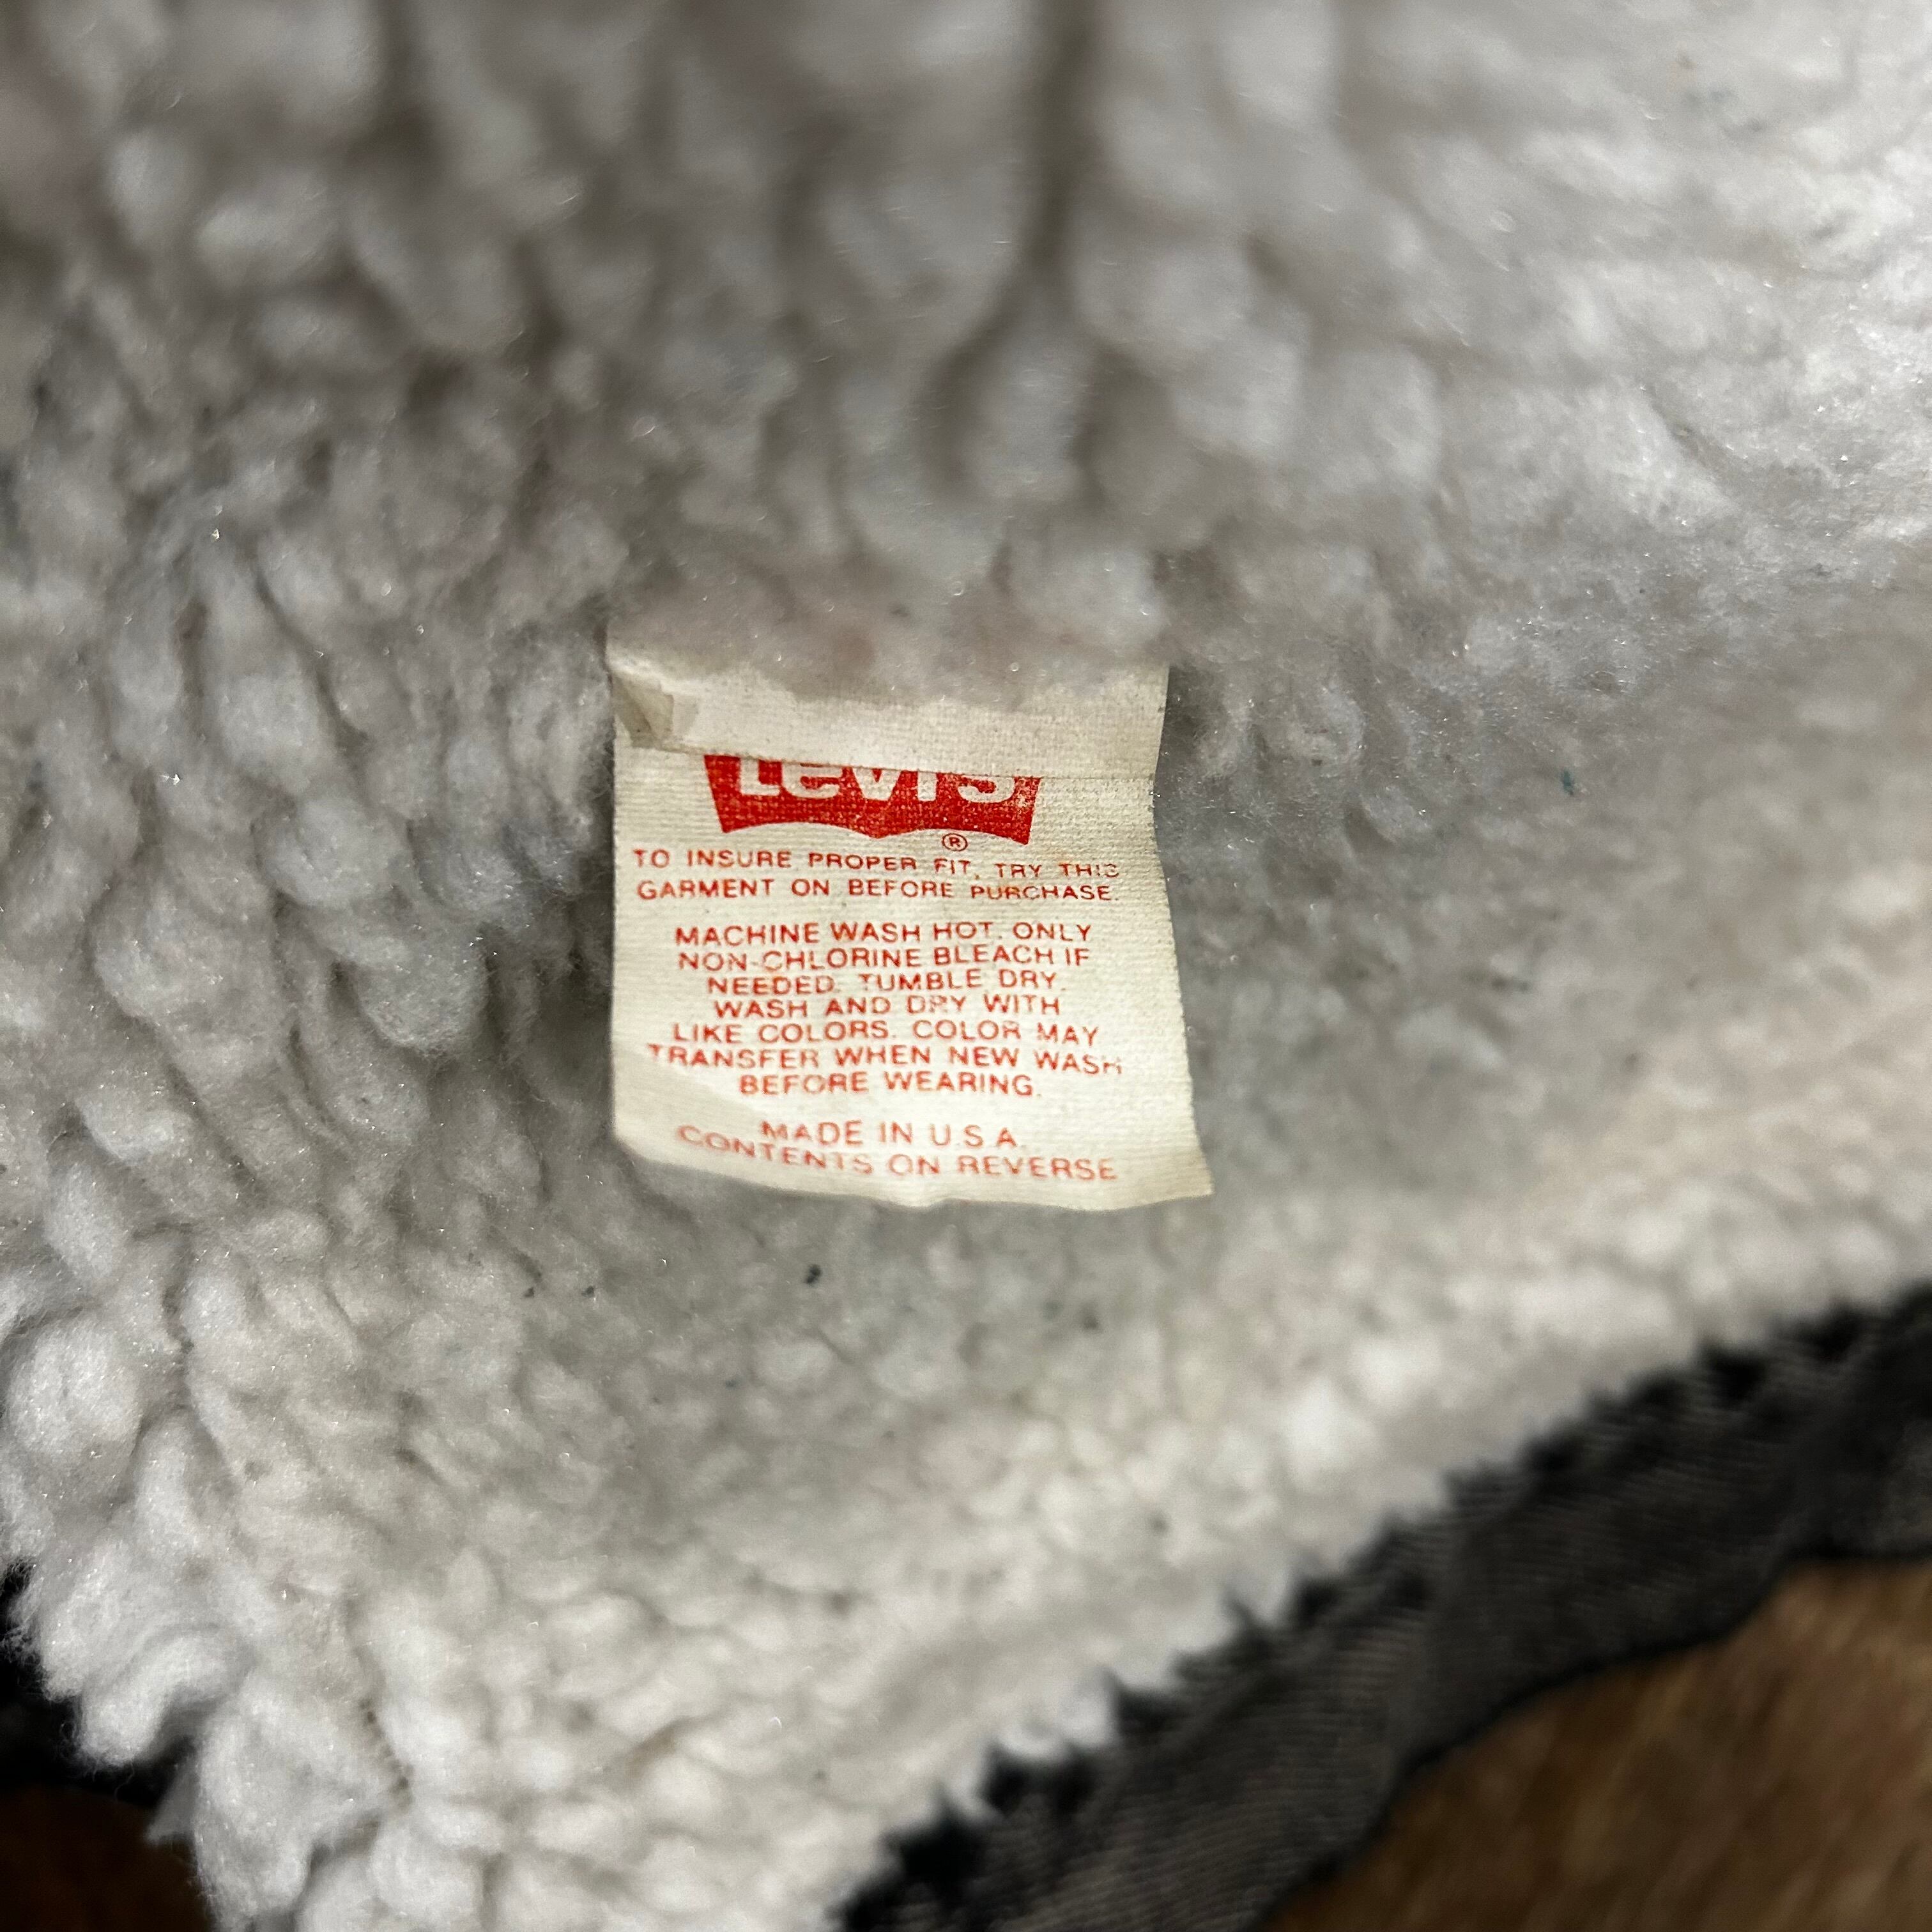 Levi's
®
TO INSURE PROPER FIT, TRY THIS
GARMENT ON BEFORE PURCHASE.
MACHINE WASH HOT. ONLY
NON-CHLORINE BLEACH IF
NEEDED. TUMBLE DRY.
WASH AND DRY WITH
LIKE COLORS. COLOR MAY
TRANSFER WHEN NEW WASH
BEFORE WEARING.
MADE IN U.S.A.
CONTENTS ON REVERSE